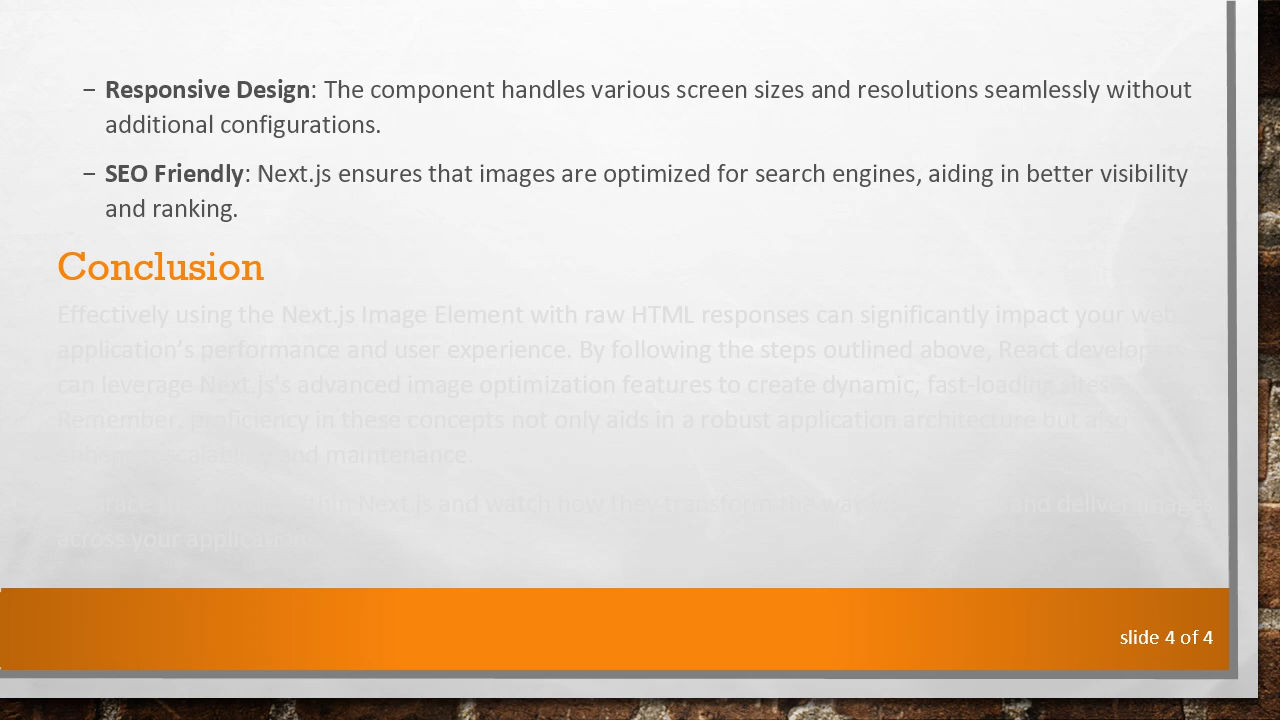 – Responsive Design: The component handles various screen sizes and resolutions seamlessly without
additional configurations.
– SEO Friendly: Next.js ensures that images are optimized for search engines, aiding in better visibility
and ranking.
Conclusion
Effectively using the Next.js Image Element with raw HTML responses can significantly impact your web
application's performance and user experience. By following the steps outlined above, React developers
can leverage Next.js's advanced image optimization features to create dynamic, fast-loading sites.
Remember, proficiency in these concepts not only aids in a robust application architecture but also
and maintenance.
Next.js and watch how they transform the way and deliver images
across your application
slide 4 of 4